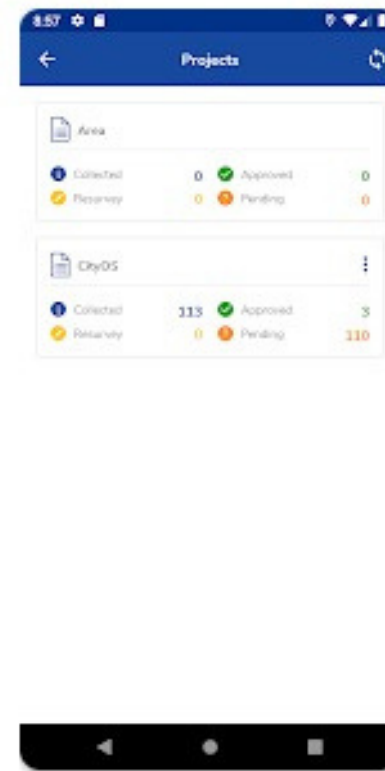 8:57
Projects
Area
Collected 0 Approved 0
Resurvey 0 Pending 0
CityOS
Collected 113 Approved 3
Resurvey 0 Pending 110